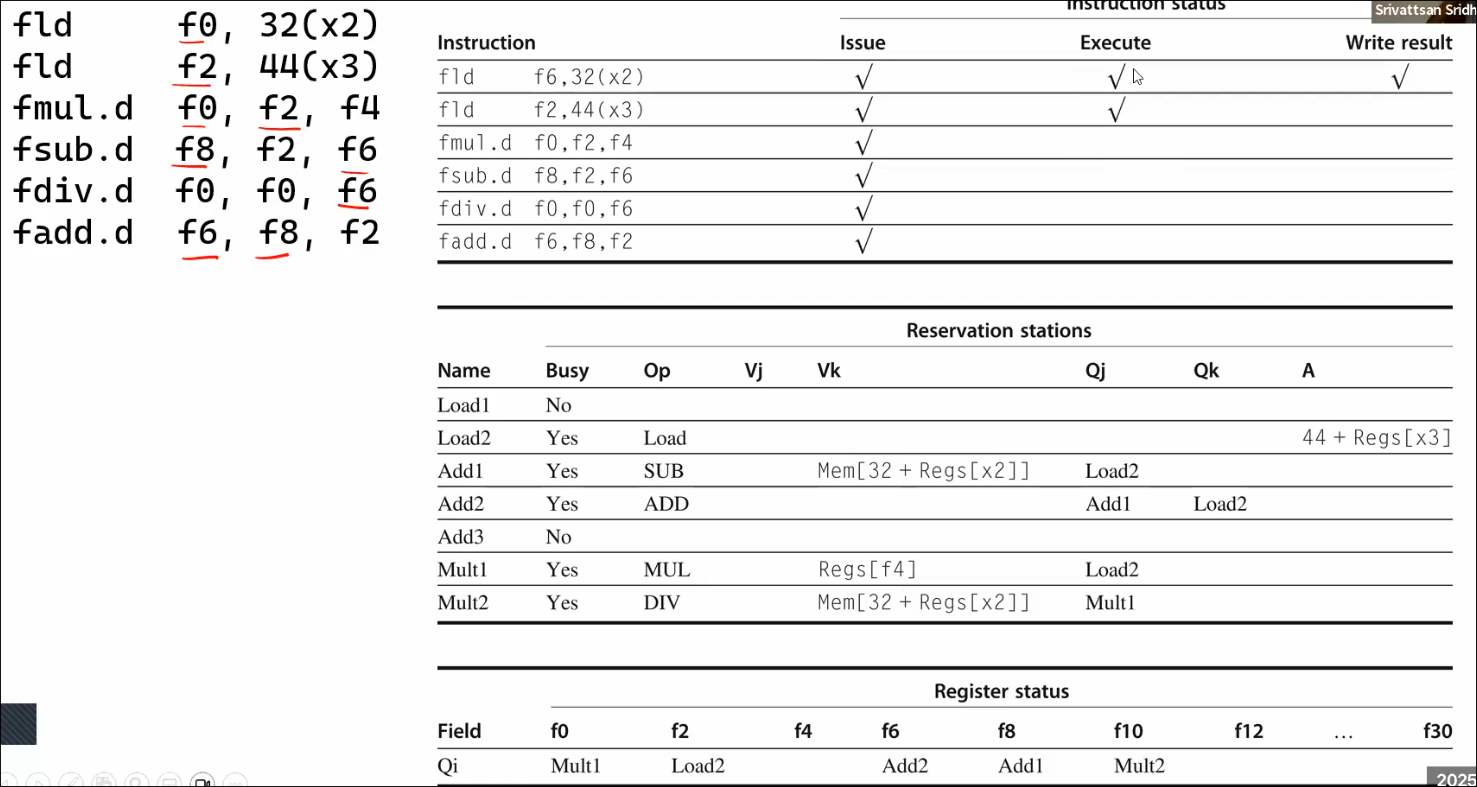 fld f0, 32(x2)
fld f2, 44(x3)
fmul.d f0, f2, f4
fsub.d f8, f2, f6
fdiv.d f0, f0, f6
fadd.d f6, f8, f2
Instruction status
Srivattsan Sridh
Instruction Issue Execute Write result
fld f6,32(x2) √ √ √
fld f2,44(x3) √ √
fmul.d f0,f2,f4 √
fsub.d f8,f2,f6 √
fdiv.d f0,f0,f6 √
fadd.d f6,f8,f2 √
Reservation stations
Name Busy Op Vj Vk Qj Qk A
Load1 No
Load2 Yes Load 44 + Regs[x3]
Add1 Yes SUB Mem[32 + Regs[x2]] Load2
Add2 Yes ADD Add1 Load2
Add3 No
Mult1 Yes MUL Regs[f4] Load2
Mult2 Yes DIV Mem[32 + Regs[x2]] Mult1
Register status
Field f0 f2 f4 f6 f8 f10 f12 ... f30
Qi Mult1 Load2 Add2 Add1 Mult2
2025